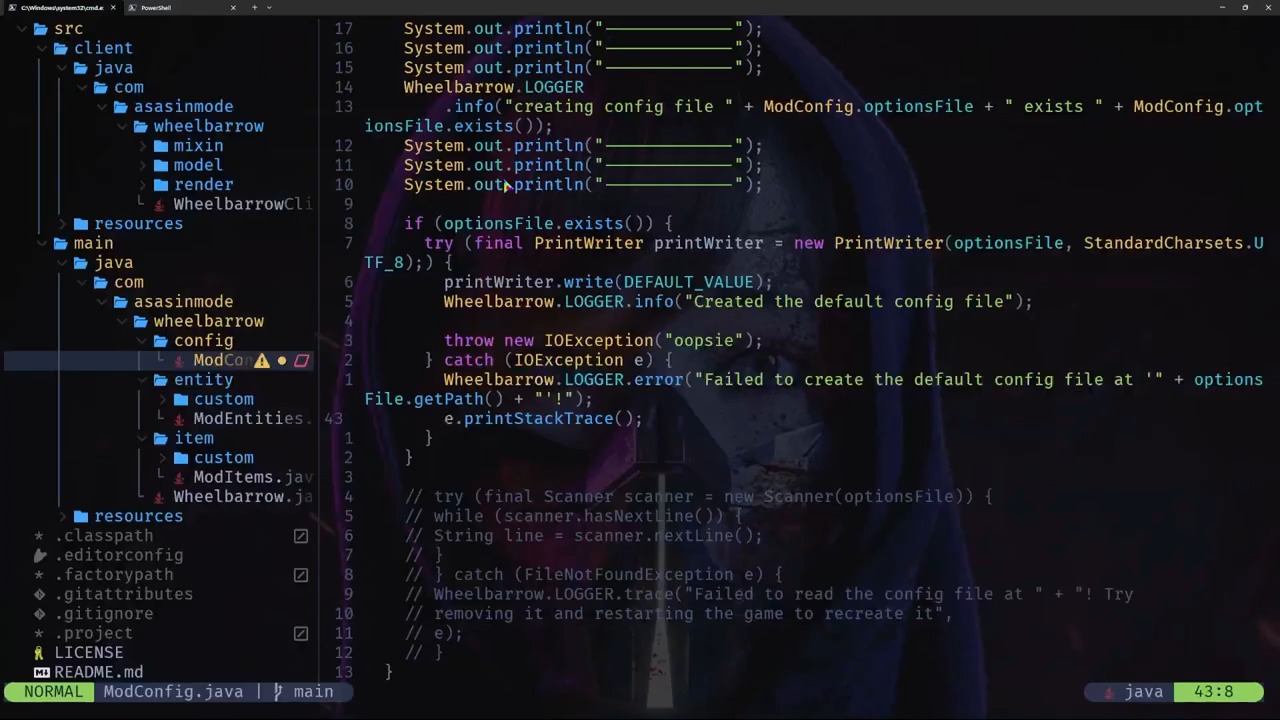 C:\Windows\system32\cmd.e
PowerShell
src
client
java
com
asasinmode
wheelbarrow
mixin
model
render
WheelbarrowCli
resources
main
java
com
asasinmode
wheelbarrow
config
ModCon
entity
custom
ModEntities.
item
custom
ModItems.jav
Wheelbarrow.ja
resources
.classpath
.editorconfig
.factorypath
.gitattributes
.gitignore
.project
LICENSE
README.md
17 System.out.println("——————————————");
16 System.out.println("——————————————");
15 System.out.println("——————————————");
14 Wheelbarrow.LOGGER
13 .info("creating config file " + ModConfig.optionsFile + " exists " + ModConfig.opt
ionsFile.exists());
12 System.out.println("——————————————");
11 System.out.println("——————————————");
10 System.out.println("——————————————");
9
8 if (optionsFile.exists()) {
7 try (final PrintWriter printWriter = new PrintWriter(optionsFile, StandardCharsets.U
TF_8);) {
6 printWriter.write(DEFAULT_VALUE);
5 Wheelbarrow.LOGGER.info("Created the default config file");
4
3 throw new IOException("oopsie");
2 } catch (IOException e) {
1 Wheelbarrow.LOGGER.error("Failed to create the default config file at '" + options
File.getPath() + "'!");
43 e.printStackTrace();
1 }
2 }
3
4 // try (final Scanner scanner = new Scanner(optionsFile)) {
5 // while (scanner.hasNextLine()) {
6 // String line = scanner.nextLine();
7 // }
8 // } catch (FileNotFoundException e) {
9 // Wheelbarrow.LOGGER.trace("Failed to read the config file at " + "! Try
10 // removing it and restarting the game to recreate it",
11 // e);
12 // }
13 }
NORMAL ModConfig.java | main java 43:8